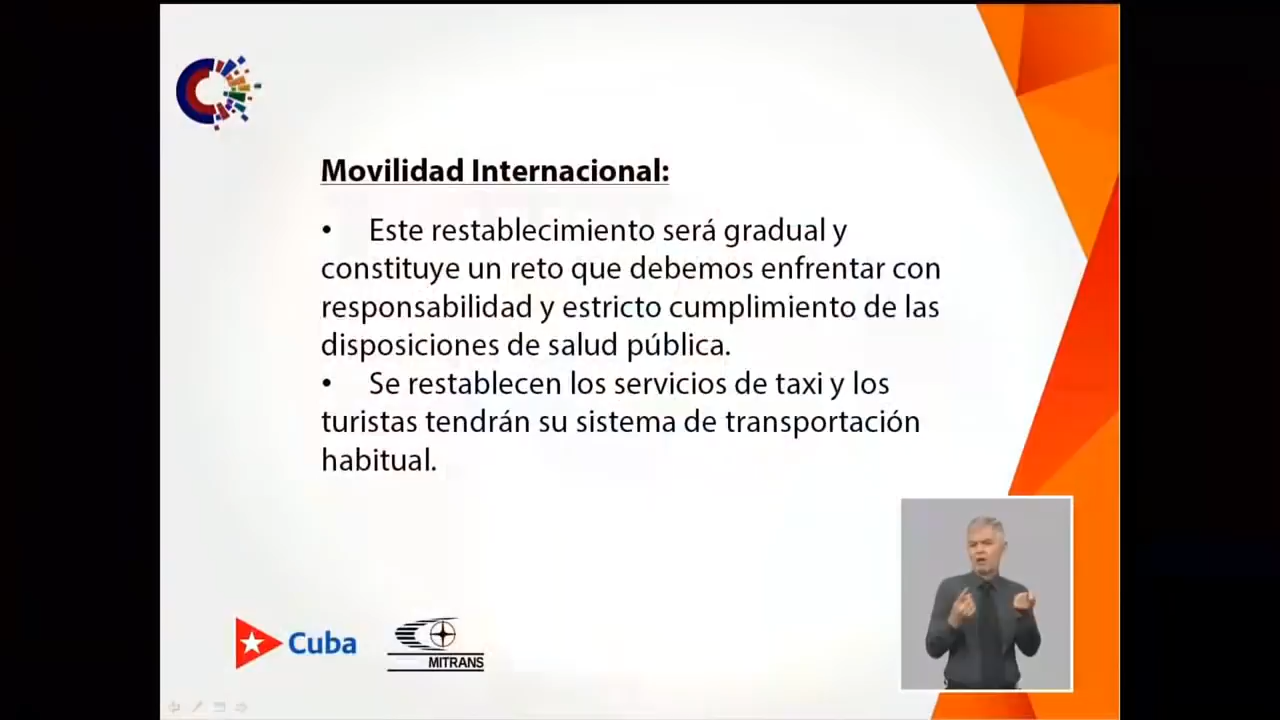 Movilidad Internacional:
• Este restablecimiento será gradual y
constituye un reto que debemos enfrentar con
responsabilidad y estricto cumplimiento de las
disposiciones de salud pública.
• Se restablecen los servicios de taxi y los
turistas tendrán su sistema de transportación
habitual.
Cuba
MITRANS